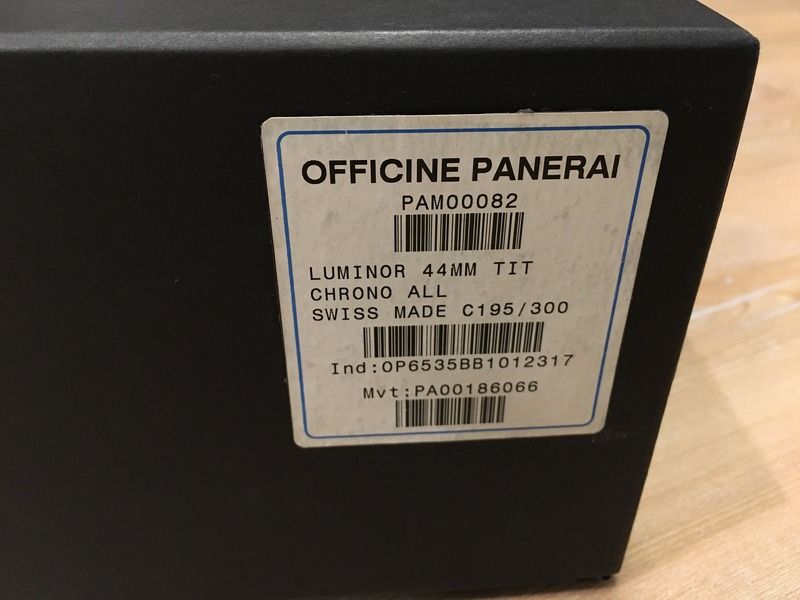 OFFICINE PANERAI
PAM00082
LUMINOR 44MM TIT
CHRONO ALL
SWISS MADE C195/300
Ind:OP6535BB1012317
Mvt:PA00186066